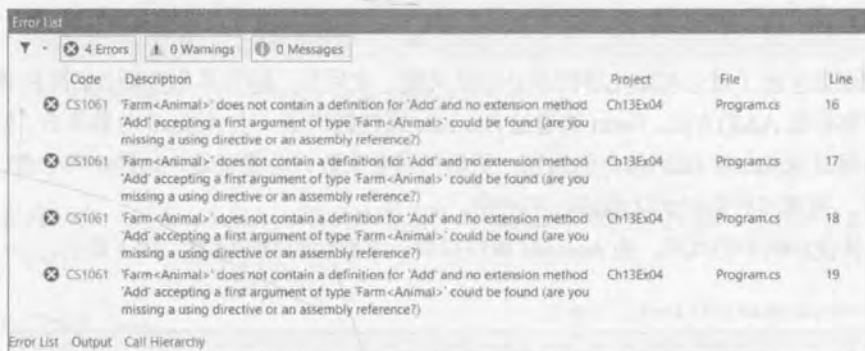 Error List
4 Errors 0 Warnings 0 Messages
Code Description Project File Line
CS1061 'Farm<Animal>' does not contain a definition for 'Add' and no extension method Ch13Ex04 Program.cs 16
'Add' accepting a first argument of type 'Farm<Animal>' could be found (are you
missing a using directive or an assembly reference?)
CS1061 'Farm<Animal>' does not contain a definition for 'Add' and no extension method Ch13Ex04 Program.cs 17
'Add' accepting a first argument of type 'Farm<Animal>' could be found (are you
missing a using directive or an assembly reference?)
CS1061 'Farm<Animal>' does not contain a definition for 'Add' and no extension method Ch13Ex04 Program.cs 18
'Add' accepting a first argument of type 'Farm<Animal>' could be found (are you
missing a using directive or an assembly reference?)
CS1061 'Farm<Animal>' does not contain a definition for 'Add' and no extension method Ch13Ex04 Program.cs 19
'Add' accepting a first argument of type 'Farm<Animal>' could be found (are you
missing a using directive or an assembly reference?)
Error List Output Call Hierarchy